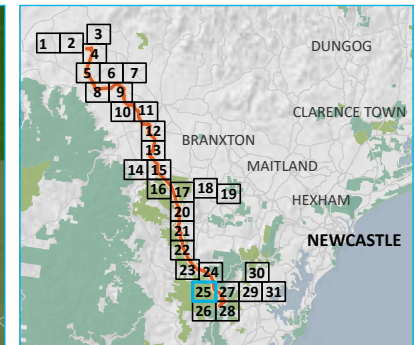 3
1 2
DUNGOG
4
5 6 7
8 9
10 11
CLARENCE TOWN
12
BRANXTON
13
MAITLAND
14 15
16 17 18 19
HEXHAM
20
21
NEWCASTLE
22
23 24 30
25 27 29 31
26 28